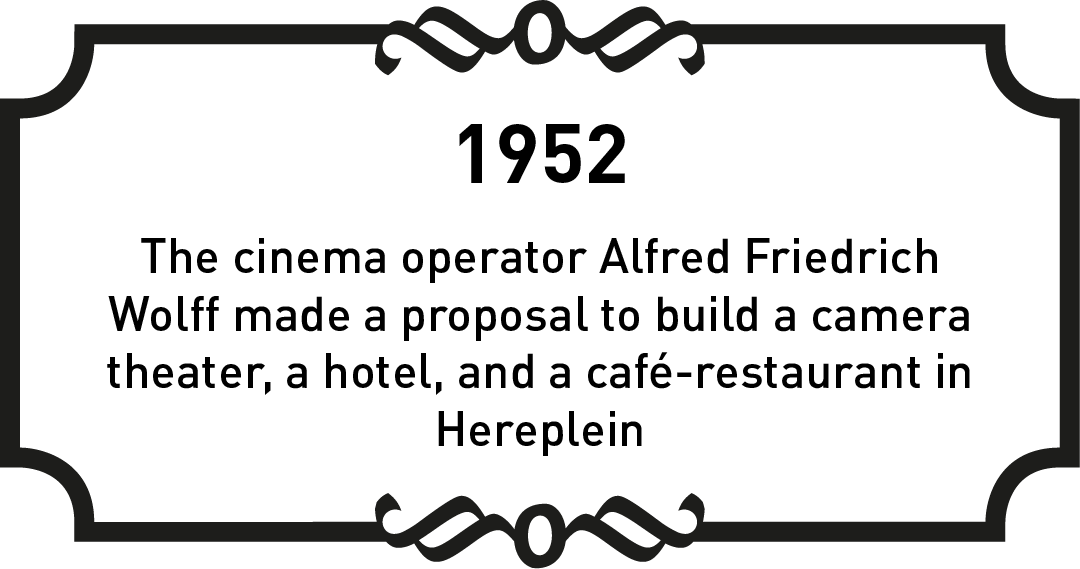 1952
The cinema operator Alfred Friedrich
Wolff made a proposal to build a camera
theater, a hotel, and a café-restaurant in
Hereplein